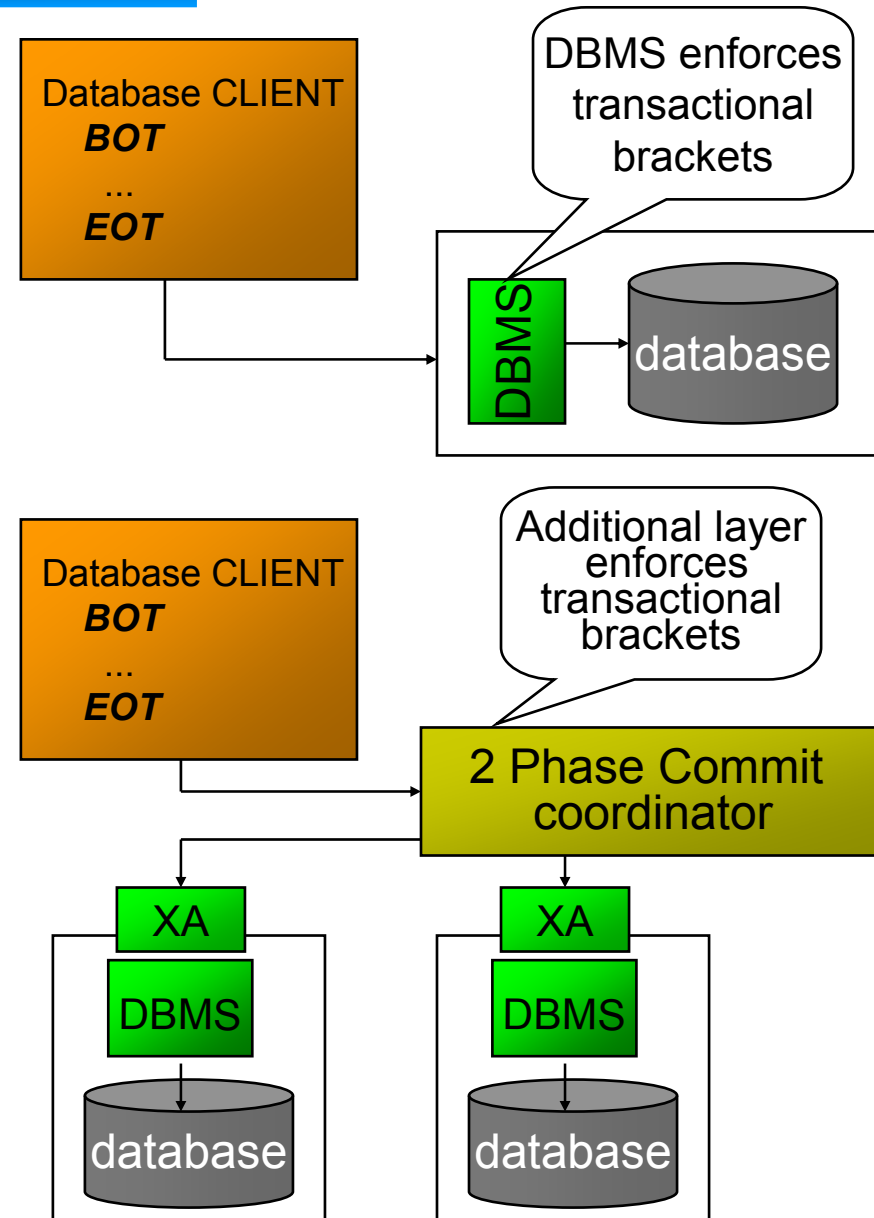 DBMS enforces
transactional
brackets
Database CLIENT
BOT
...
EOT
DBMS
database
Additional layer
enforces
transactional
brackets
Database CLIENT
BOT
...
EOT
2 Phase Commit
coordinator
XA
XA
DBMS
DBMS
database
database